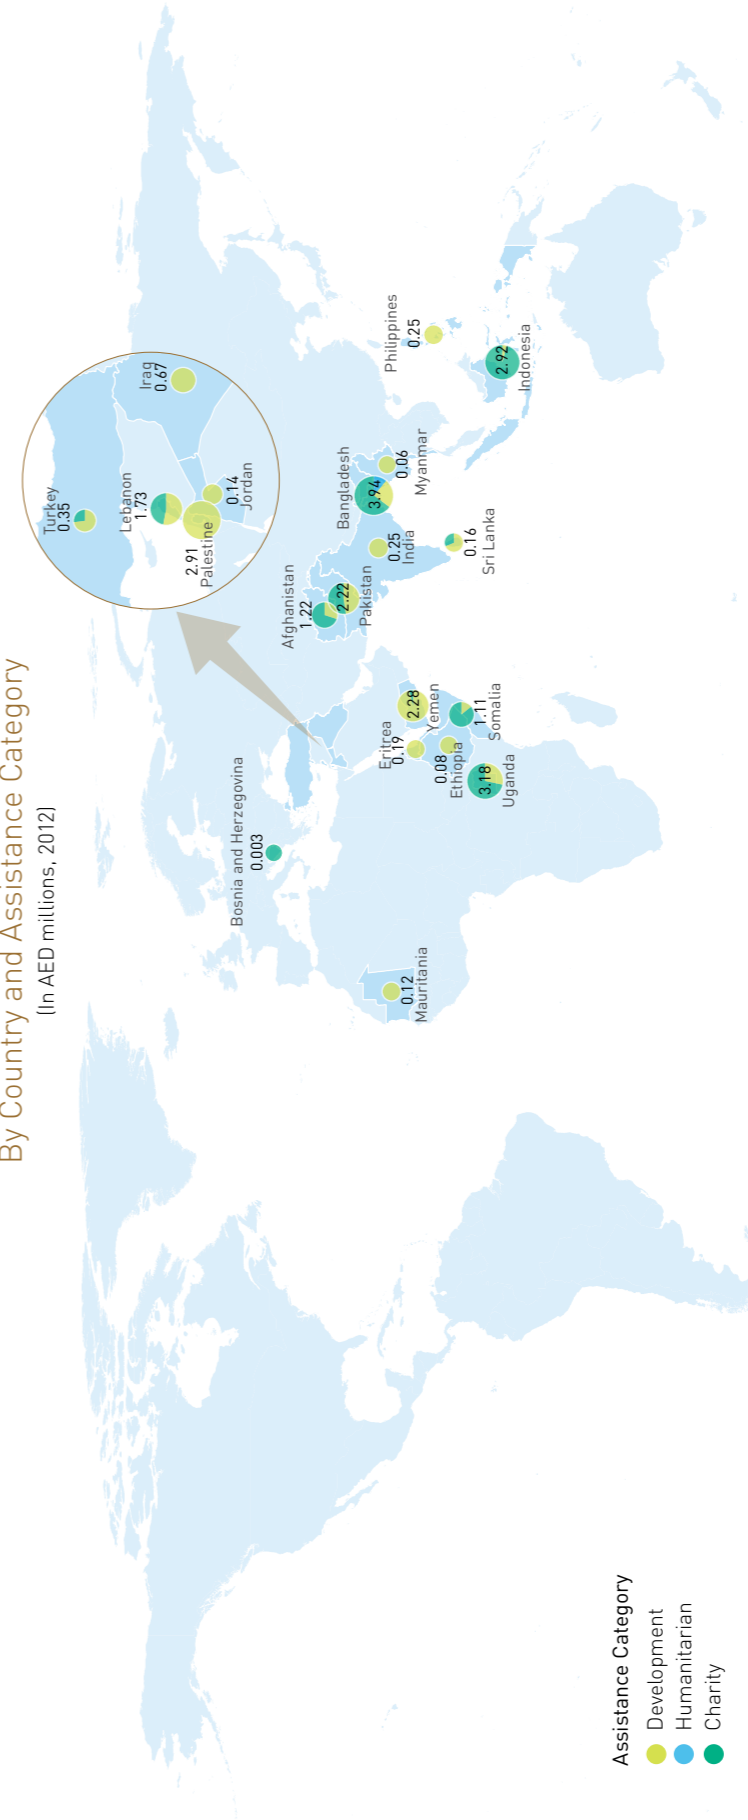 By Country and Assistance Category
(In AED millions, 2012)
Turkey
0.35
Lebanon
1.73
Iraq
0.67
2.91
Palestine
0.14
Jordan
Bosnia and Herzegovina
0.003
Afghanistan
1.22
2.22
Pakistan
Bangladesh
3.94
0.25
India
0.06
Myanmar
Philippines
0.25
0.16
Sri Lanka
2.92
Indonesia
0.12
Mauritania
Eritrea
0.19
2.28
Yemen
0.08
Ethiopia
1.11
Somalia
3.18
Uganda
Assistance Category
Development
Humanitarian
Charity